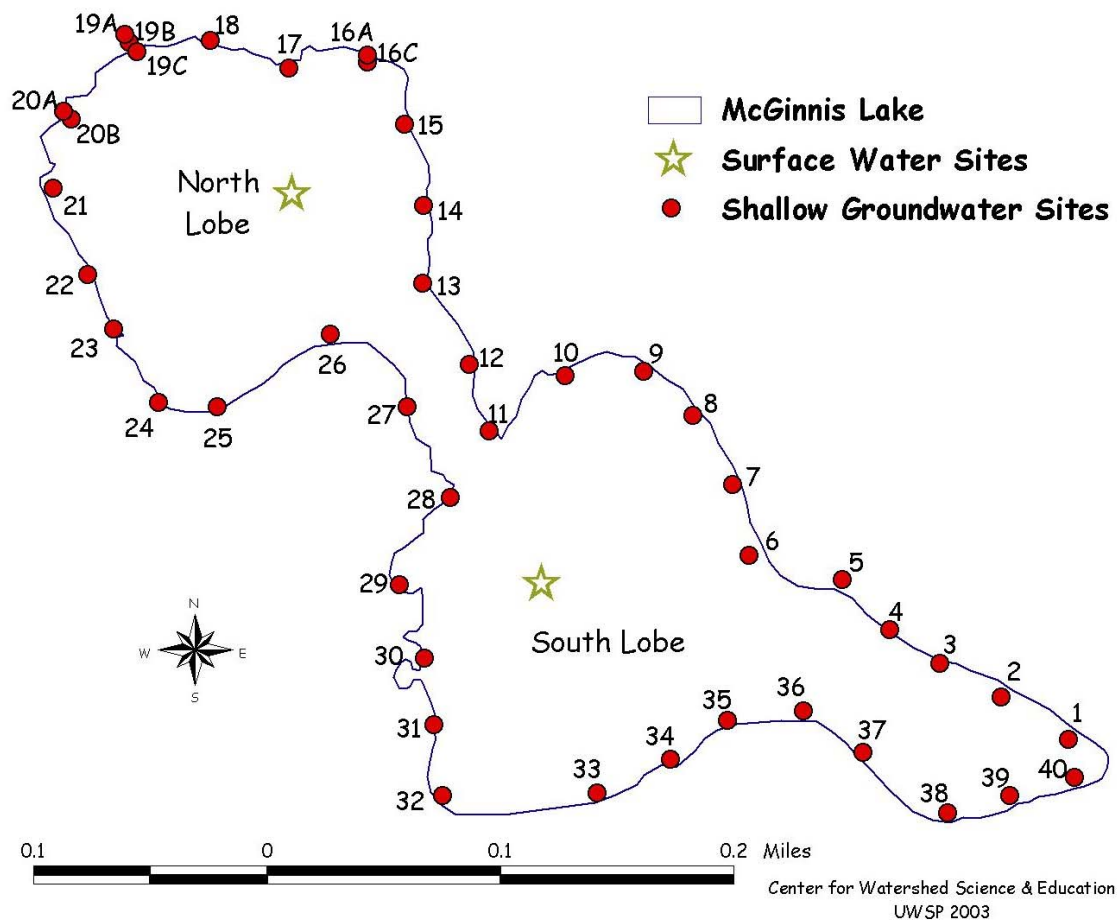 19A
19B
18
16A
17
16C
19C
20A
20B
15
McGinnis Lake
Surface Water Sites
Shallow Groundwater Sites
North
Lobe
21
14
22
13
23
26
12
10
9
24
25
27
11
8
28
7
6
5
29
4
N
W E
S
South Lobe
30
3
2
31
35
36
1
34
37
32
33
38
39
40
0.1 0 0.1 0.2 Miles
Center for Watershed Science & Education
UWSP 2003